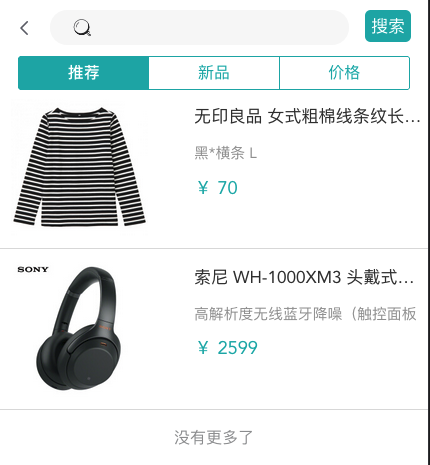 搜索
推荐
新品
价格
无印良品 女式粗棉线条纹长…
黑*横条 L
￥ 70
SONY
索尼 WH-1000XM3 头戴式…
高解析度无线蓝牙降噪（触控面板
￥ 2599
没有更多了